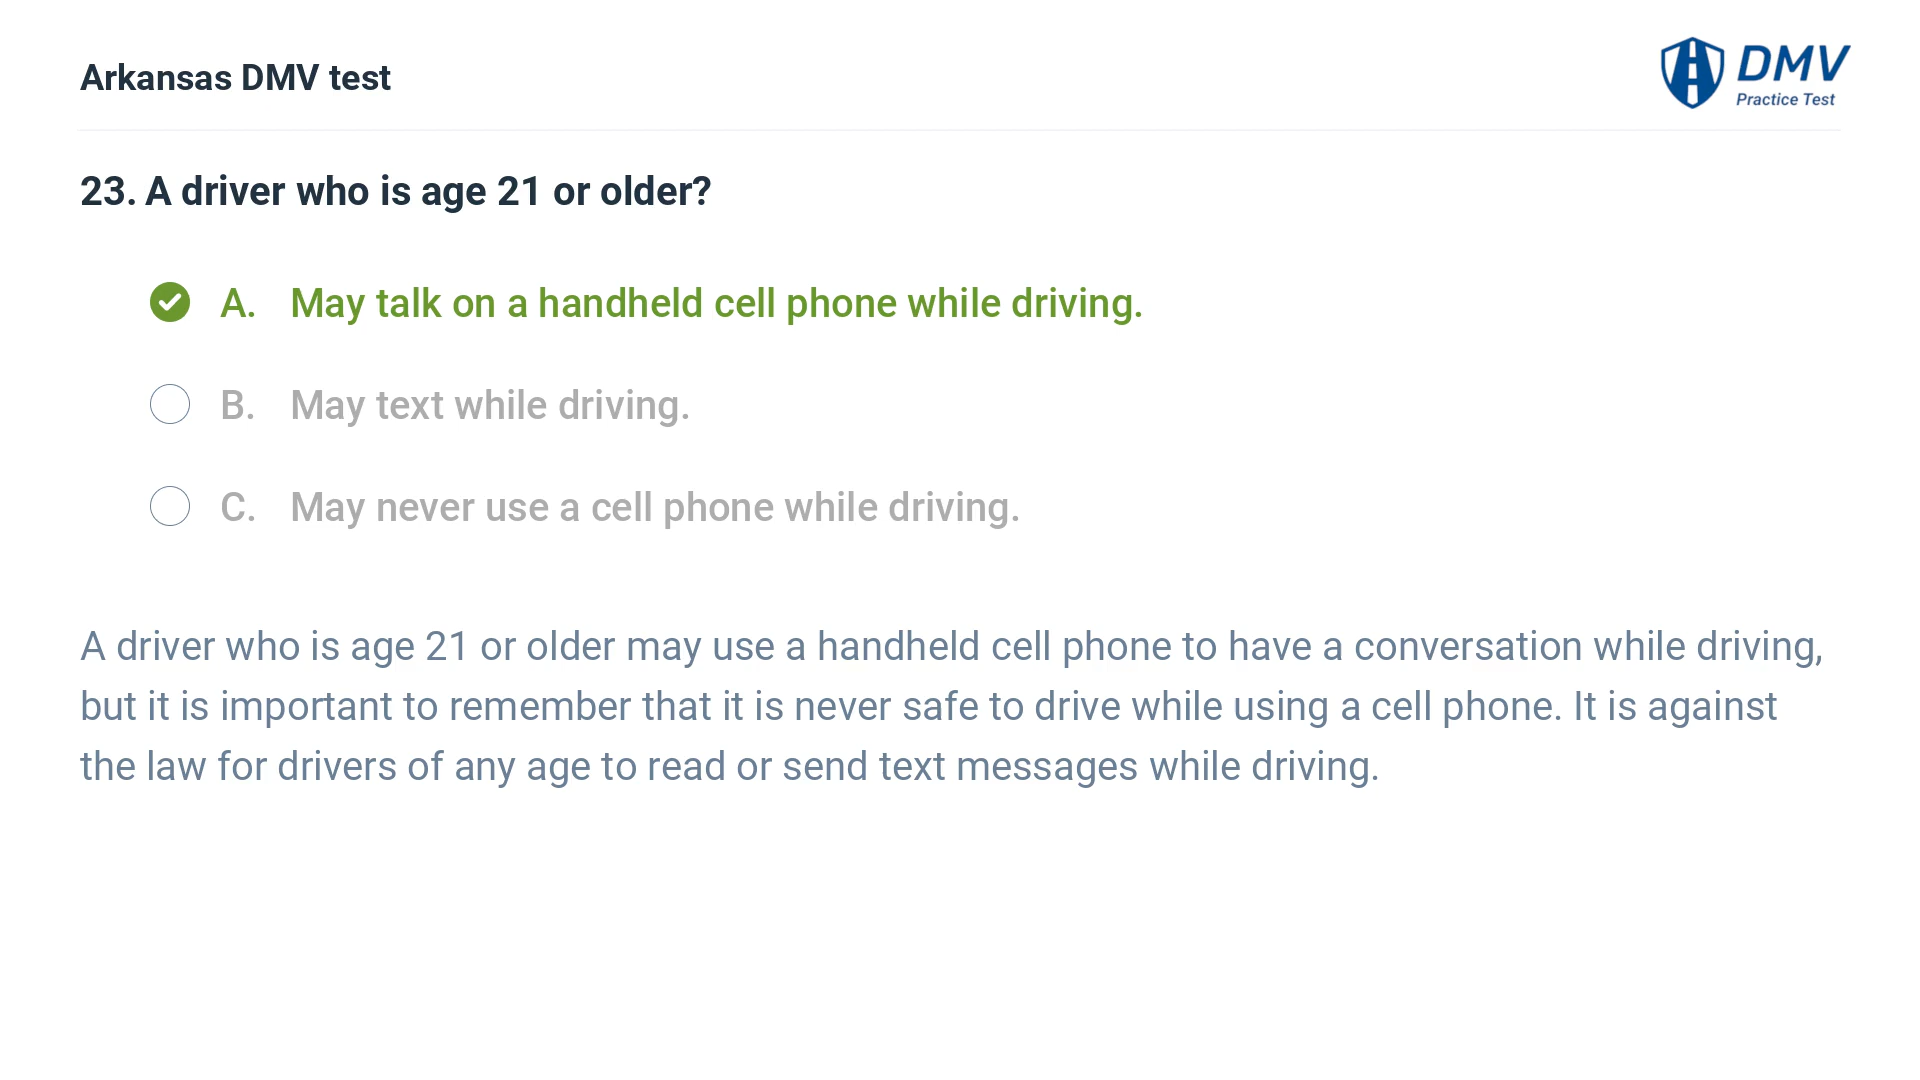 Arkansas DMV test
DMV
Practice Test
23. A driver who is age 21 or older?
A. May talk on a handheld cell phone while driving.
B. May text while driving.
C. May never use a cell phone while driving.
A driver who is age 21 or older may use a handheld cell phone to have a conversation while driving,
but it is important to remember that it is never safe to drive while using a cell phone. It is against
the law for drivers of any age to read or send text messages while driving.